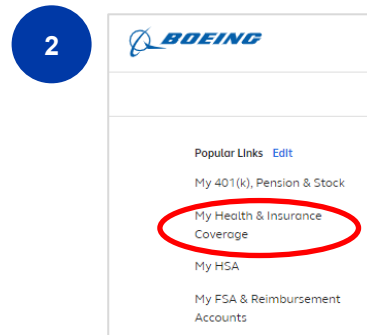 2
BOEING
Popular Links Edit
My 401(k), Pension & Stock
My Health & Insurance
Coverage
My HSA
My FSA & Reimbursement
Accounts